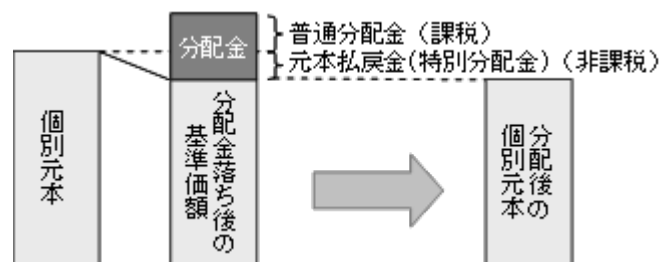 分配金
普通分配金（課税）
元本払戻金(特別分配金)（非課税）
個別元本
分配金落ち後の
基準価額
分配後の
個別元本